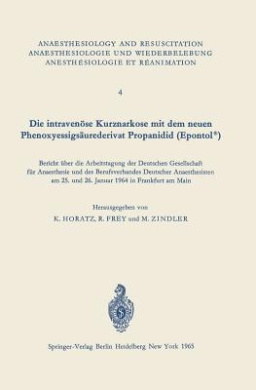 ANAESTHESIOLOGY AND RESUSCITATION
ANAESTHESIOLOGIE UND WIEDERBELEBUNG
ANESTHÉSIOLOGIE ET RÉANIMATION
4
Die intravenöse Kurznarkose mit dem neuen
Phenoxyessigsäurederivat Propanidid (Epontol®)
Bericht über die Arbeitstagung der Deutschen Gesellschaft
für Anaesthesie und des Berufsverbandes Deutscher Anaesthesisten
am 25. und 26. Januar 1964 in Frankfurt am Main
Herausgegeben von
K. HORATZ, R. FREY und M. ZINDLER
Springer-Verlag Berlin Heidelberg New York 1965